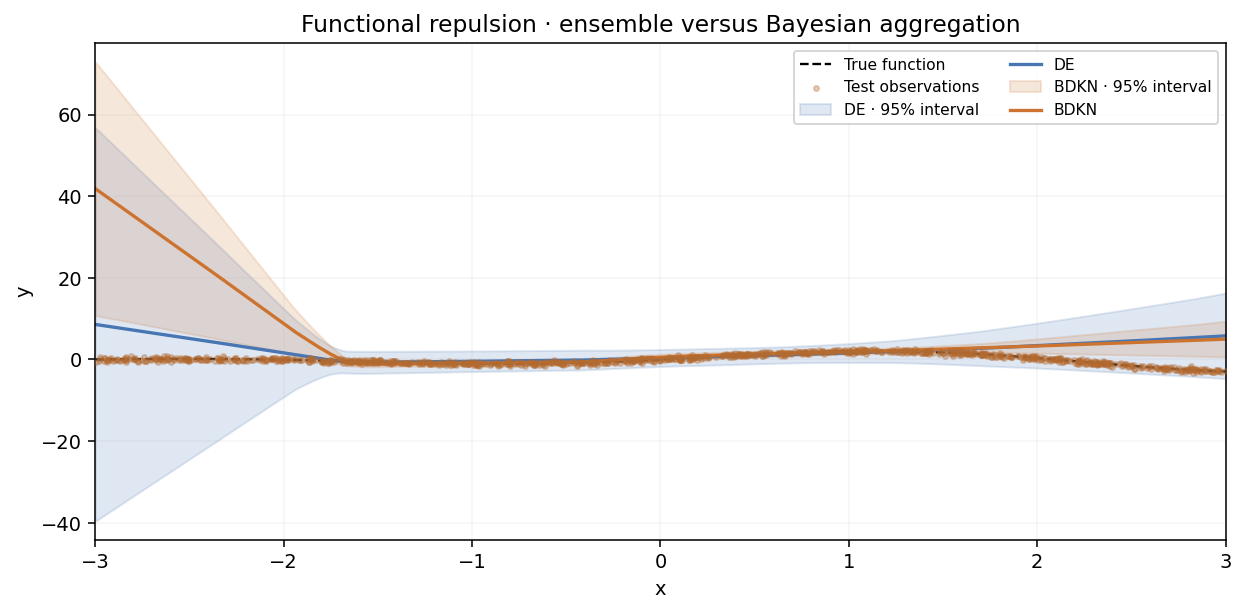 Functional repulsion · ensemble versus Bayesian aggregation
True function
Test observations
DE · 95% interval
DE
BDKN · 95% interval
BDKN
y
60
40
20
0
−20
−40
−3
−2
−1
0
1
2
3
x